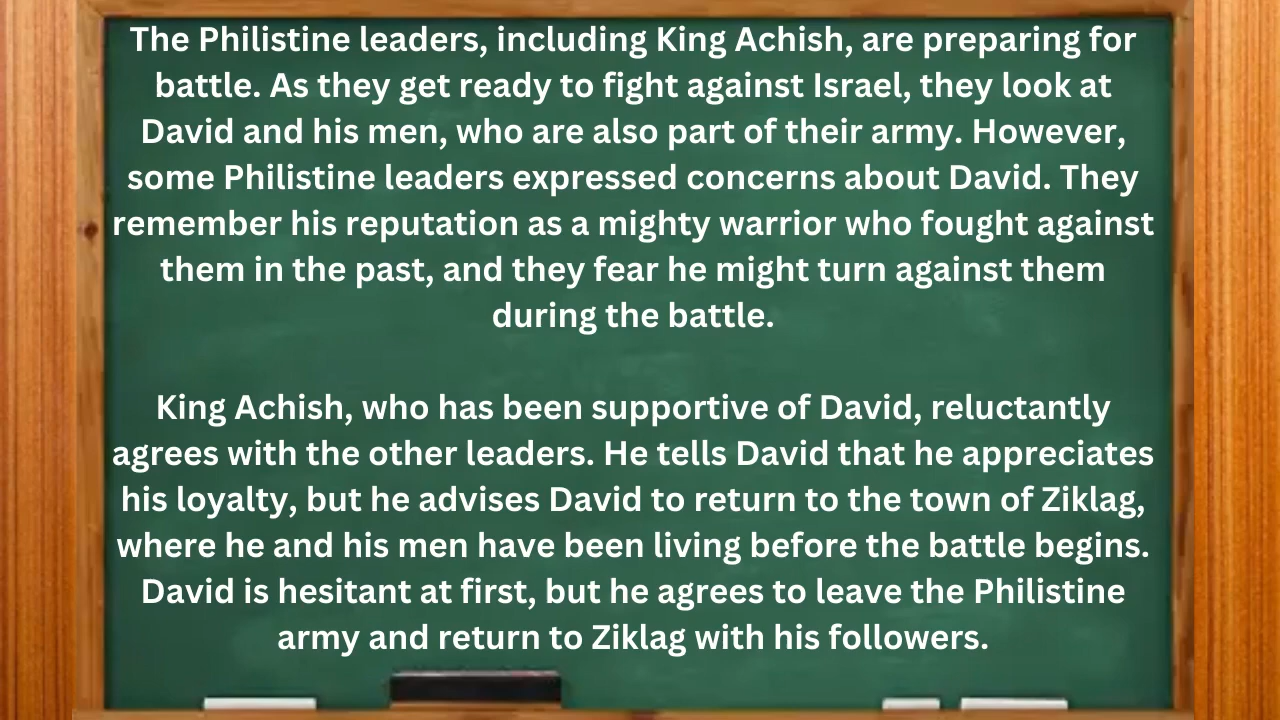 The Philistine leaders, including King Achish, are preparing for
battle. As they get ready to fight against Israel, they look at
David and his men, who are also part of their army. However,
some Philistine leaders expressed concerns about David. They
remember his reputation as a mighty warrior who fought against
them in the past, and they fear he might turn against them
during the battle.
King Achish, who has been supportive of David, reluctantly
agrees with the other leaders. He tells David that he appreciates
his loyalty, but he advises David to return to the town of Ziklag,
where he and his men have been living before the battle begins.
David is hesitant at first, but he agrees to leave the Philistine
army and return to Ziklag with his followers.